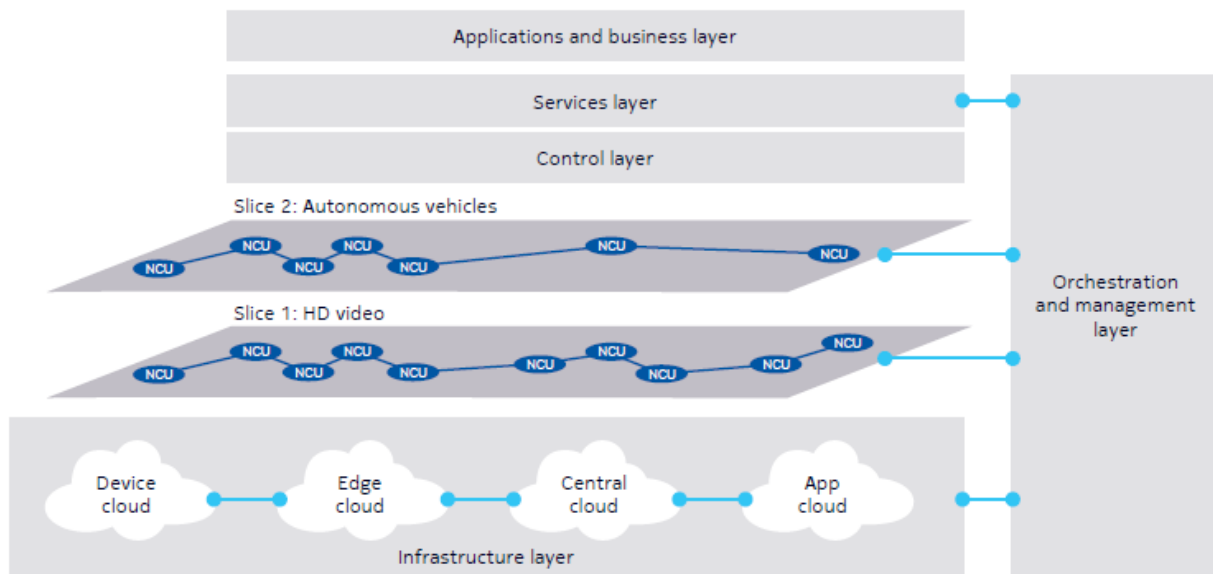 Applications and business layer
Services layer
Control layer
Slice 2: Autonomous vehicles
NCU
NCU
NCU
NCU
NCU
NCU
NCU
Slice 1: HD video
NCU
NCU
NCU
NCU
NCU
NCU
NCU
NCU
NCU
NCU
Orchestration
and management
layer
Device
cloud
Edge
cloud
Central
cloud
App
cloud
Infrastructure layer